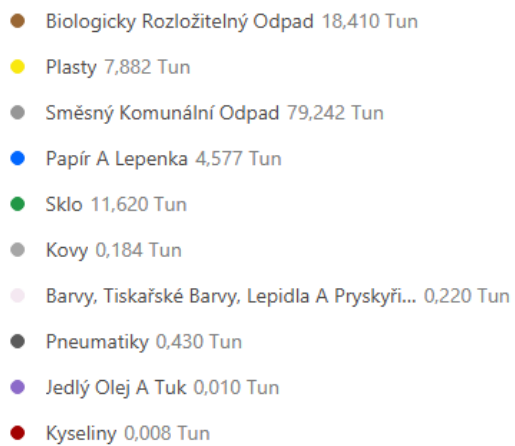 Biologicky Rozložitelný Odpad 18,410 Tun
Plasty 7,882 Tun
Směsný Komunální Odpad 79,242 Tun
Papír A Lepenka 4,577 Tun
Sklo 11,620 Tun
Kovy 0,184 Tun
Barvy, Tiskařské Barvy, Lepidla A Pryskyři... 0,220 Tun
Pneumatiky 0,430 Tun
Jedlý Olej A Tuk 0,010 Tun
Kyseliny 0,008 Tun